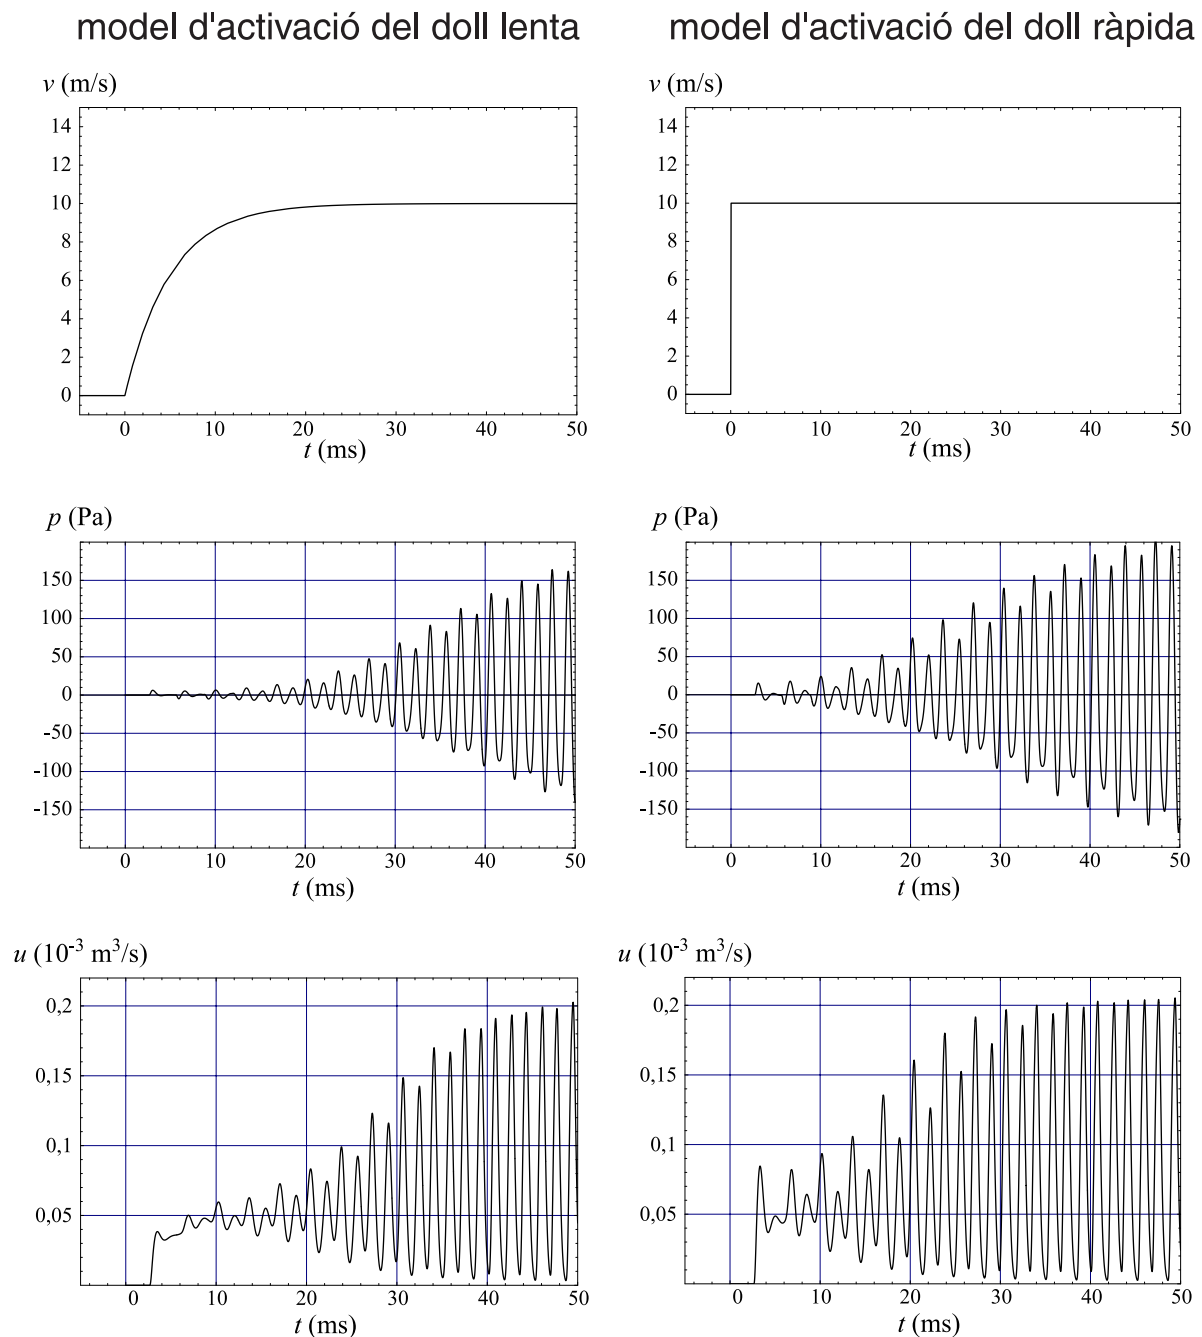 model d'activació del doll lenta
model d'activació del doll ràpida
v (m/s)
14
12
10
8
6
4
2
0
0 10 20 30 40 50
t (ms)
v (m/s)
14
12
10
8
6
4
2
0
0 10 20 30 40 50
t (ms)
p (Pa)
150
100
50
0
-50
-100
-150
0 10 20 30 40 50
t (ms)
p (Pa)
150
100
50
0
-50
-100
-150
0 10 20 30 40 50
t (ms)
u (10⁻³ m³/s)
0,2
0,15
0,1
0,05
0 10 20 30 40 50
t (ms)
u (10⁻³ m³/s)
0,2
0,15
0,1
0,05
0 10 20 30 40 50
t (ms)